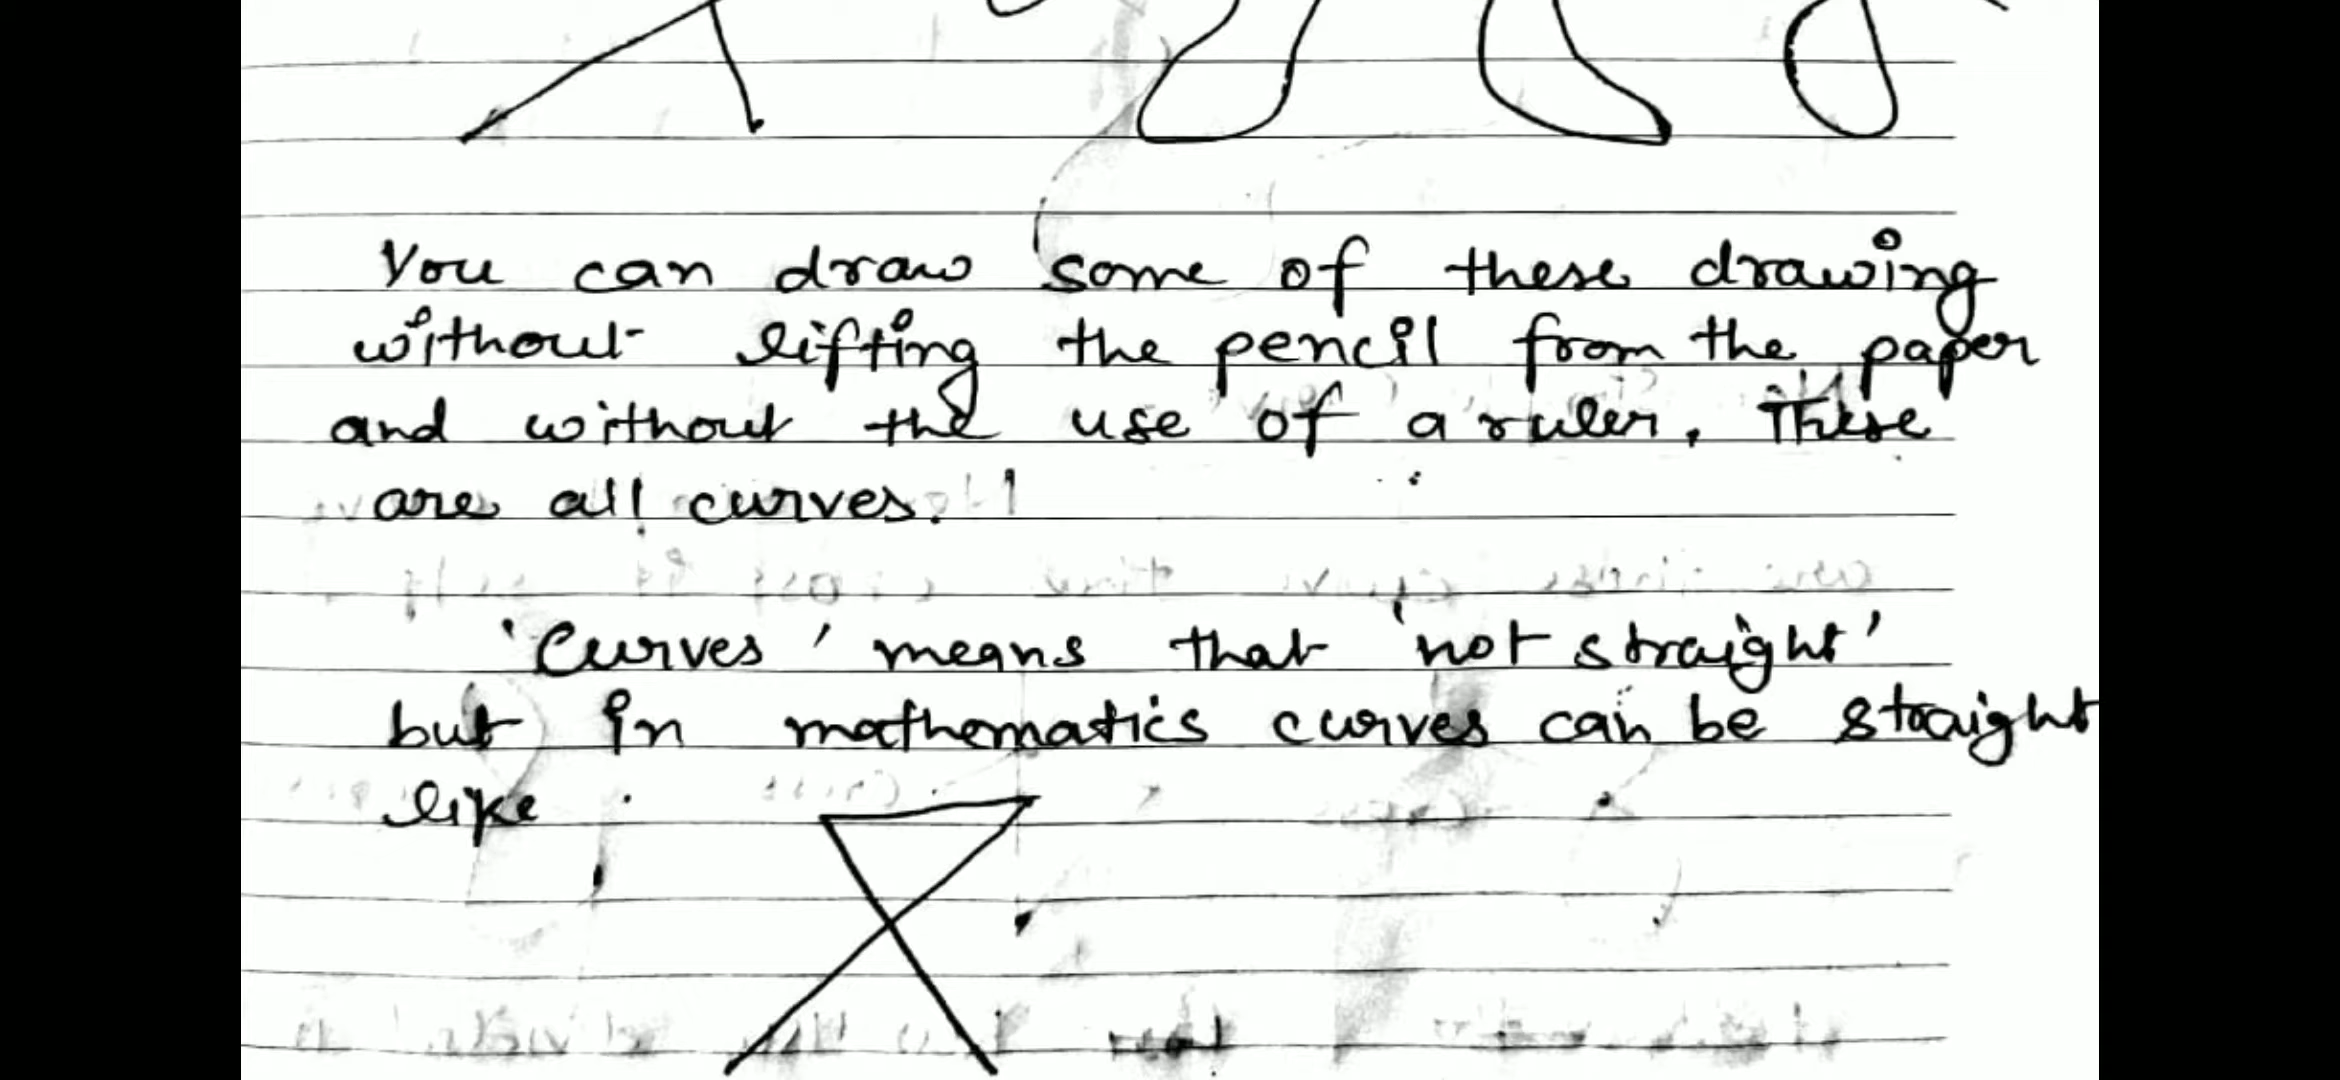 You can draw some of these drawing
without lifting the pencil from the paper
and without the use of a ruler. These
are all curves.
'Curves' means that 'not straight'
but in mathematics curves can be straight
like